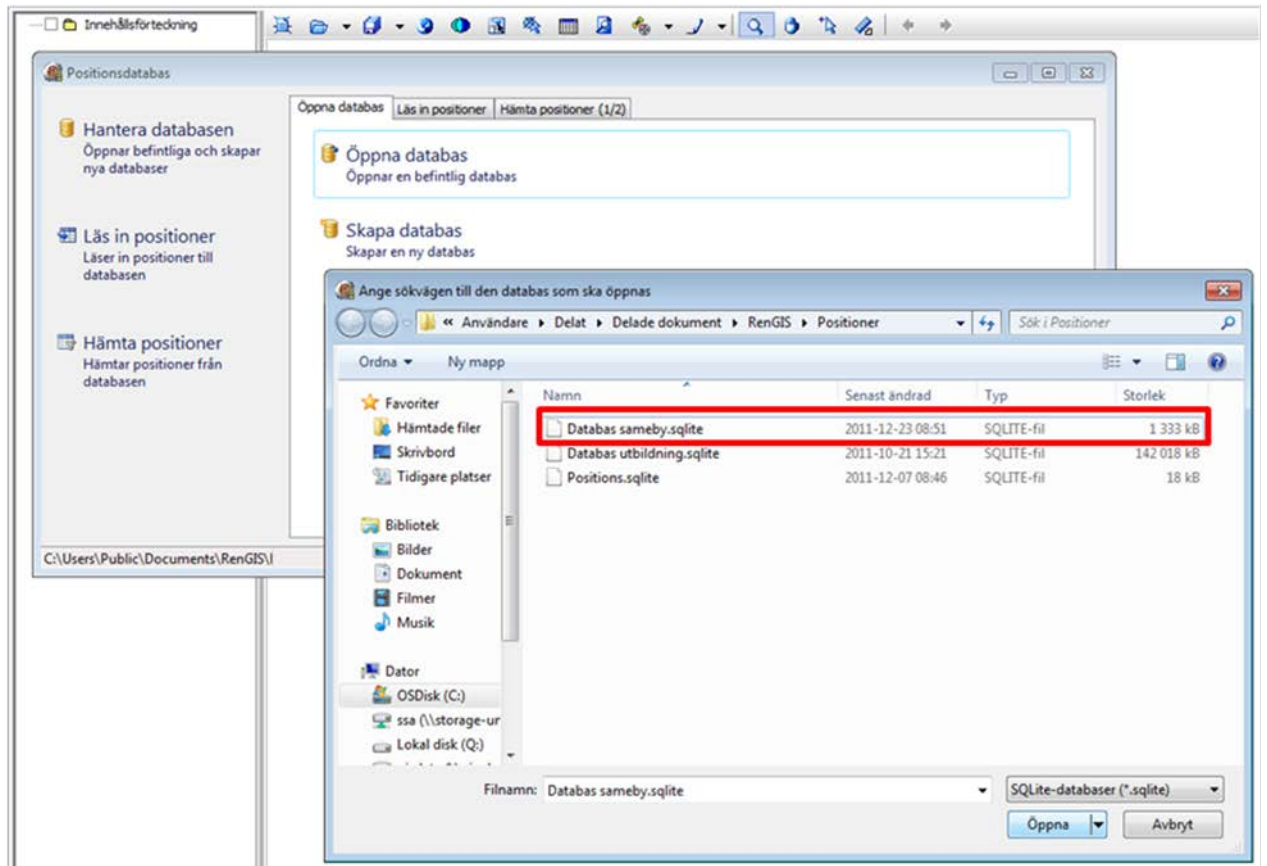 Innehållsförteckning
Positionsdatabas
Hantera databasen
Öppnar befintliga och skapar
nya databaser
Läs in positioner
Läser in positioner till
databasen
Hämta positioner
Hämtar positioner från
databasen
C:\Users\Public\Documents\RenGIS\
Öppna databas Läs in positioner Hämta positioner (1/2)
Öppna databas
Öppnar en befintlig databas
Skapa databas
Skapar en ny databas
Ange sökvägen till den databas som ska öppnas
« Användare Delat Delade dokument RenGIS Positioner Sök i Positioner
Ordna Ny mapp
Favoriter
Hämtade filer
Skrivbord
Tidigare platser
Bibliotek
Bilder
Dokument
Filmer
Musik
Dator
OSDisk (C:)
ssa (\\storage-ur
Lokal disk (Q:)
Namn Senast ändrad Typ Storlek
Databas sameby.sqlite 2011-12-23 08:51 SQLITE-fil 1 333 kB
Databas utbildning.sqlite 2011-10-21 15:21 SQLITE-fil 142 018 kB
Positions.sqlite 2011-12-07 08:46 SQLITE-fil 18 kB
Filnamn: Databas sameby.sqlite SQLite-databaser (*.sqlite)
Öppna Avbryt